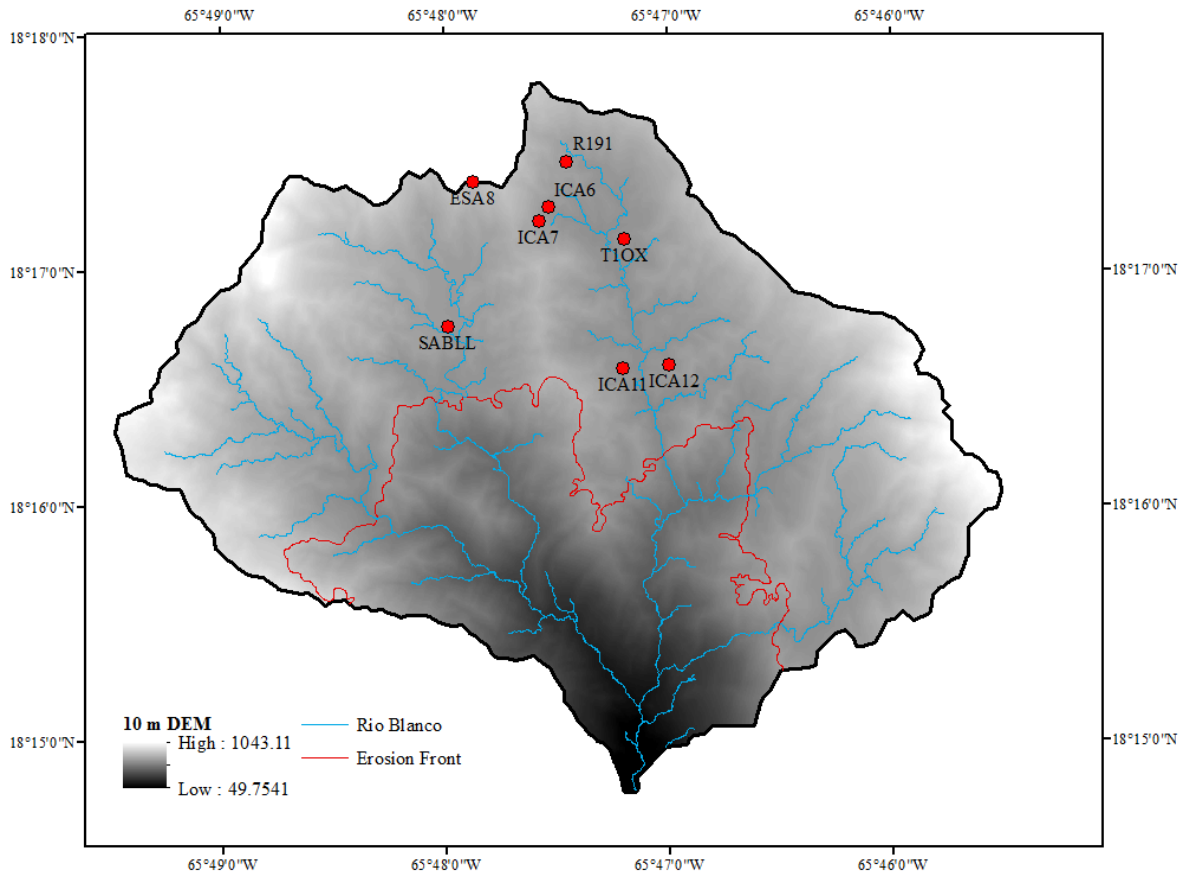 65°49'0"W 65°48'0"W 65°47'0"W 65°46'0"W
18°18'0"N
R191
ESA8
ICA6
ICA7
T1OX
18°17'0"N
18°17'0"N
SABLL
ICA11
ICA12
18°16'0"N
18°16'0"N
10 m DEM
High : 1043.11
Low : 49.7541
Rio Blanco
Erosion Front
18°15'0"N
18°15'0"N
65°49'0"W 65°48'0"W 65°47'0"W 65°46'0"W